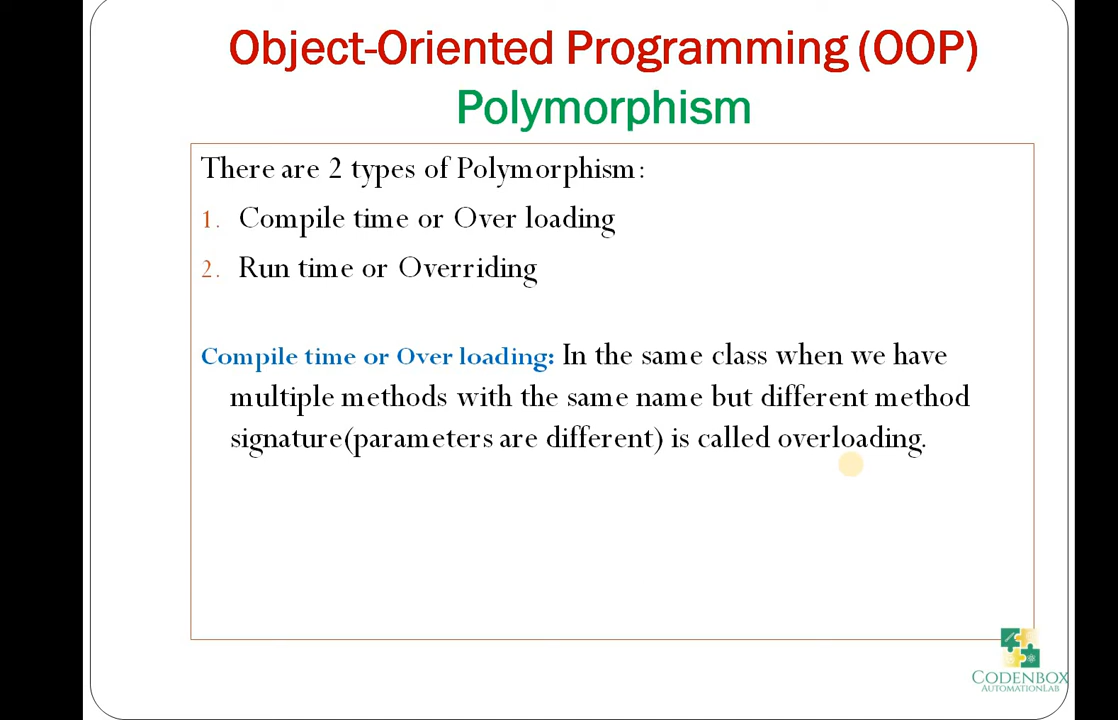 Object-Oriented Programming (OOP)
Polymorphism
There are 2 types of Polymorphism:
1. Compile time or Over loading
2. Run time or Overriding
Compile time or Over loading: In the same class when we have
multiple methods with the same name but different method
signature(parameters are different) is called overloading.
CODENBOX
AUTOMATIONLAB